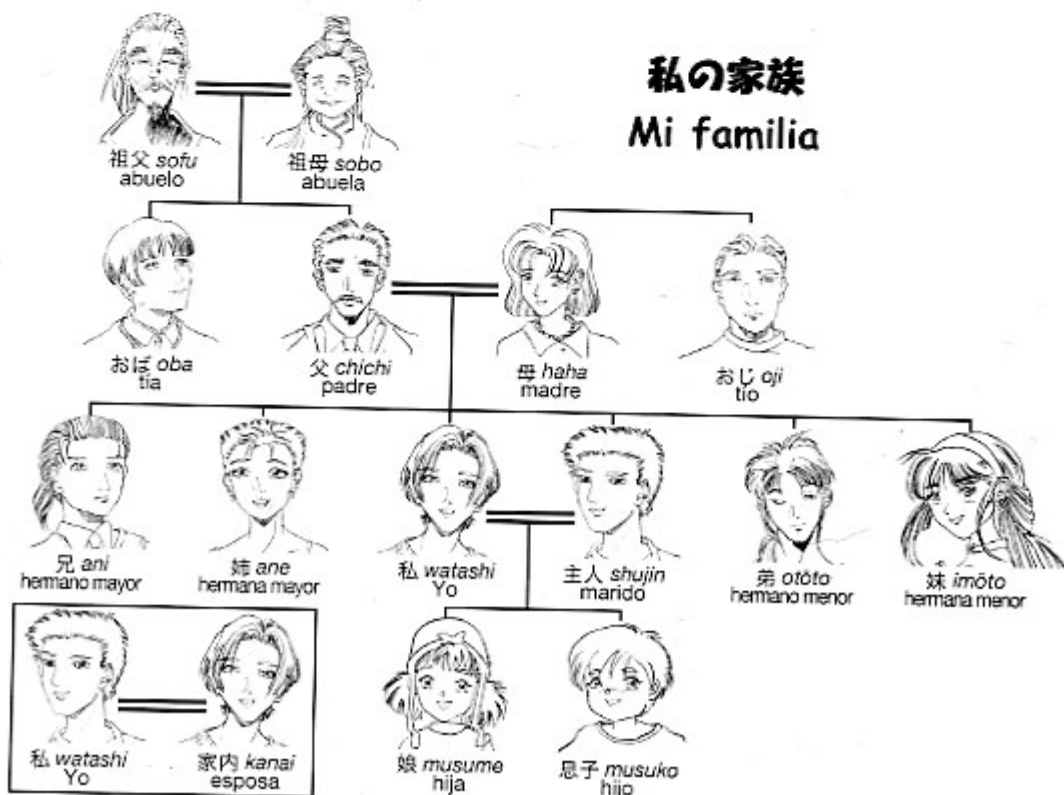 私の家族
Mi familia
祖父 sofu
abuelo
祖母 sobo
abuela
おば oba
tia
父 chichi
padre
母 haha
madre
おじ oji
tio
兄 ani
hermano mayor
姉 ane
hermana mayor
私 watashi
Yo
主人 shujin
marido
弟 otōto
hermano menor
妹 imōto
hermana menor
私 watashi
Yo
家内 kanai
esposa
娘 musume
hija
息子 musuko
hijo